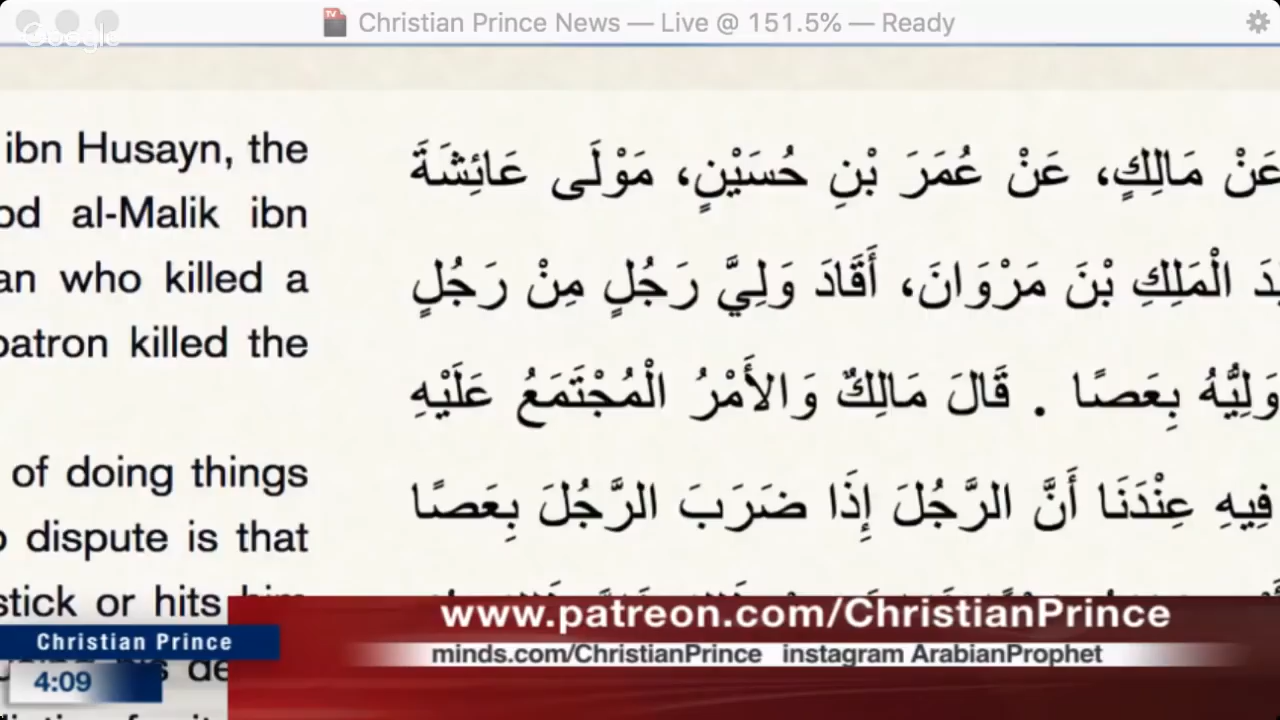 Christian Prince News — Live @ 151.5% — Ready
Google
ibn Husayn, the
al-Malik ibn
who killed a
patron killed the
of doing things
dispute is that
stick or hits him
عَنْ مَالِكٍ، عَنْ عُمَرَ بْنِ حُسَيْنٍ، مَوْلَى عَائِشَةَ
الْمَلِكِ بْنَ مَرْوَانَ، أَقَادَ وَلِيَّ رَجُلٍ مِنْ رَجُلٍ
وَلِيُّهُ بِعَصًا . قَالَ مَالِكٌ وَالأَمْرُ الْمُجْتَمَعُ عَلَيْهِ
فِيهِ عِنْدَنَا أَنَّ الرَّجُلَ إِذَا ضَرَبَ الرَّجُلَ بِعَصًا
www.patreon.com/ChristianPrince
Christian Prince
minds.com/ChristianPrince instagram ArabianProphet
4:09